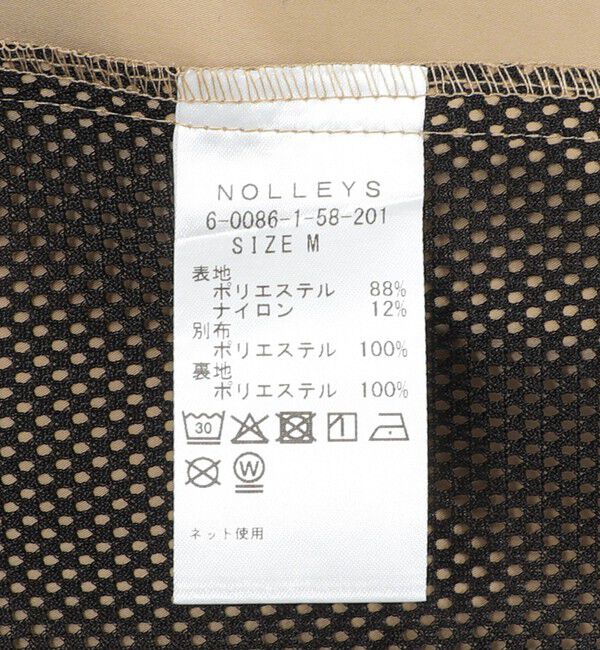 NOLLEYS
6-0086-1-58-201
SIZE M
表地
ポリエステル 88%
ナイロン 12%
別布
ポリエステル 100%
裏地
ポリエステル 100%
30
W
ネット使用